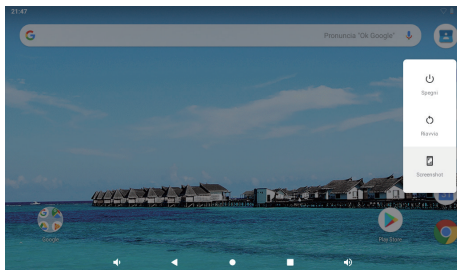 21:47
Pronuncia "Ok Google"
Spegni
Riavvia
Screenshot
Google
Play Store